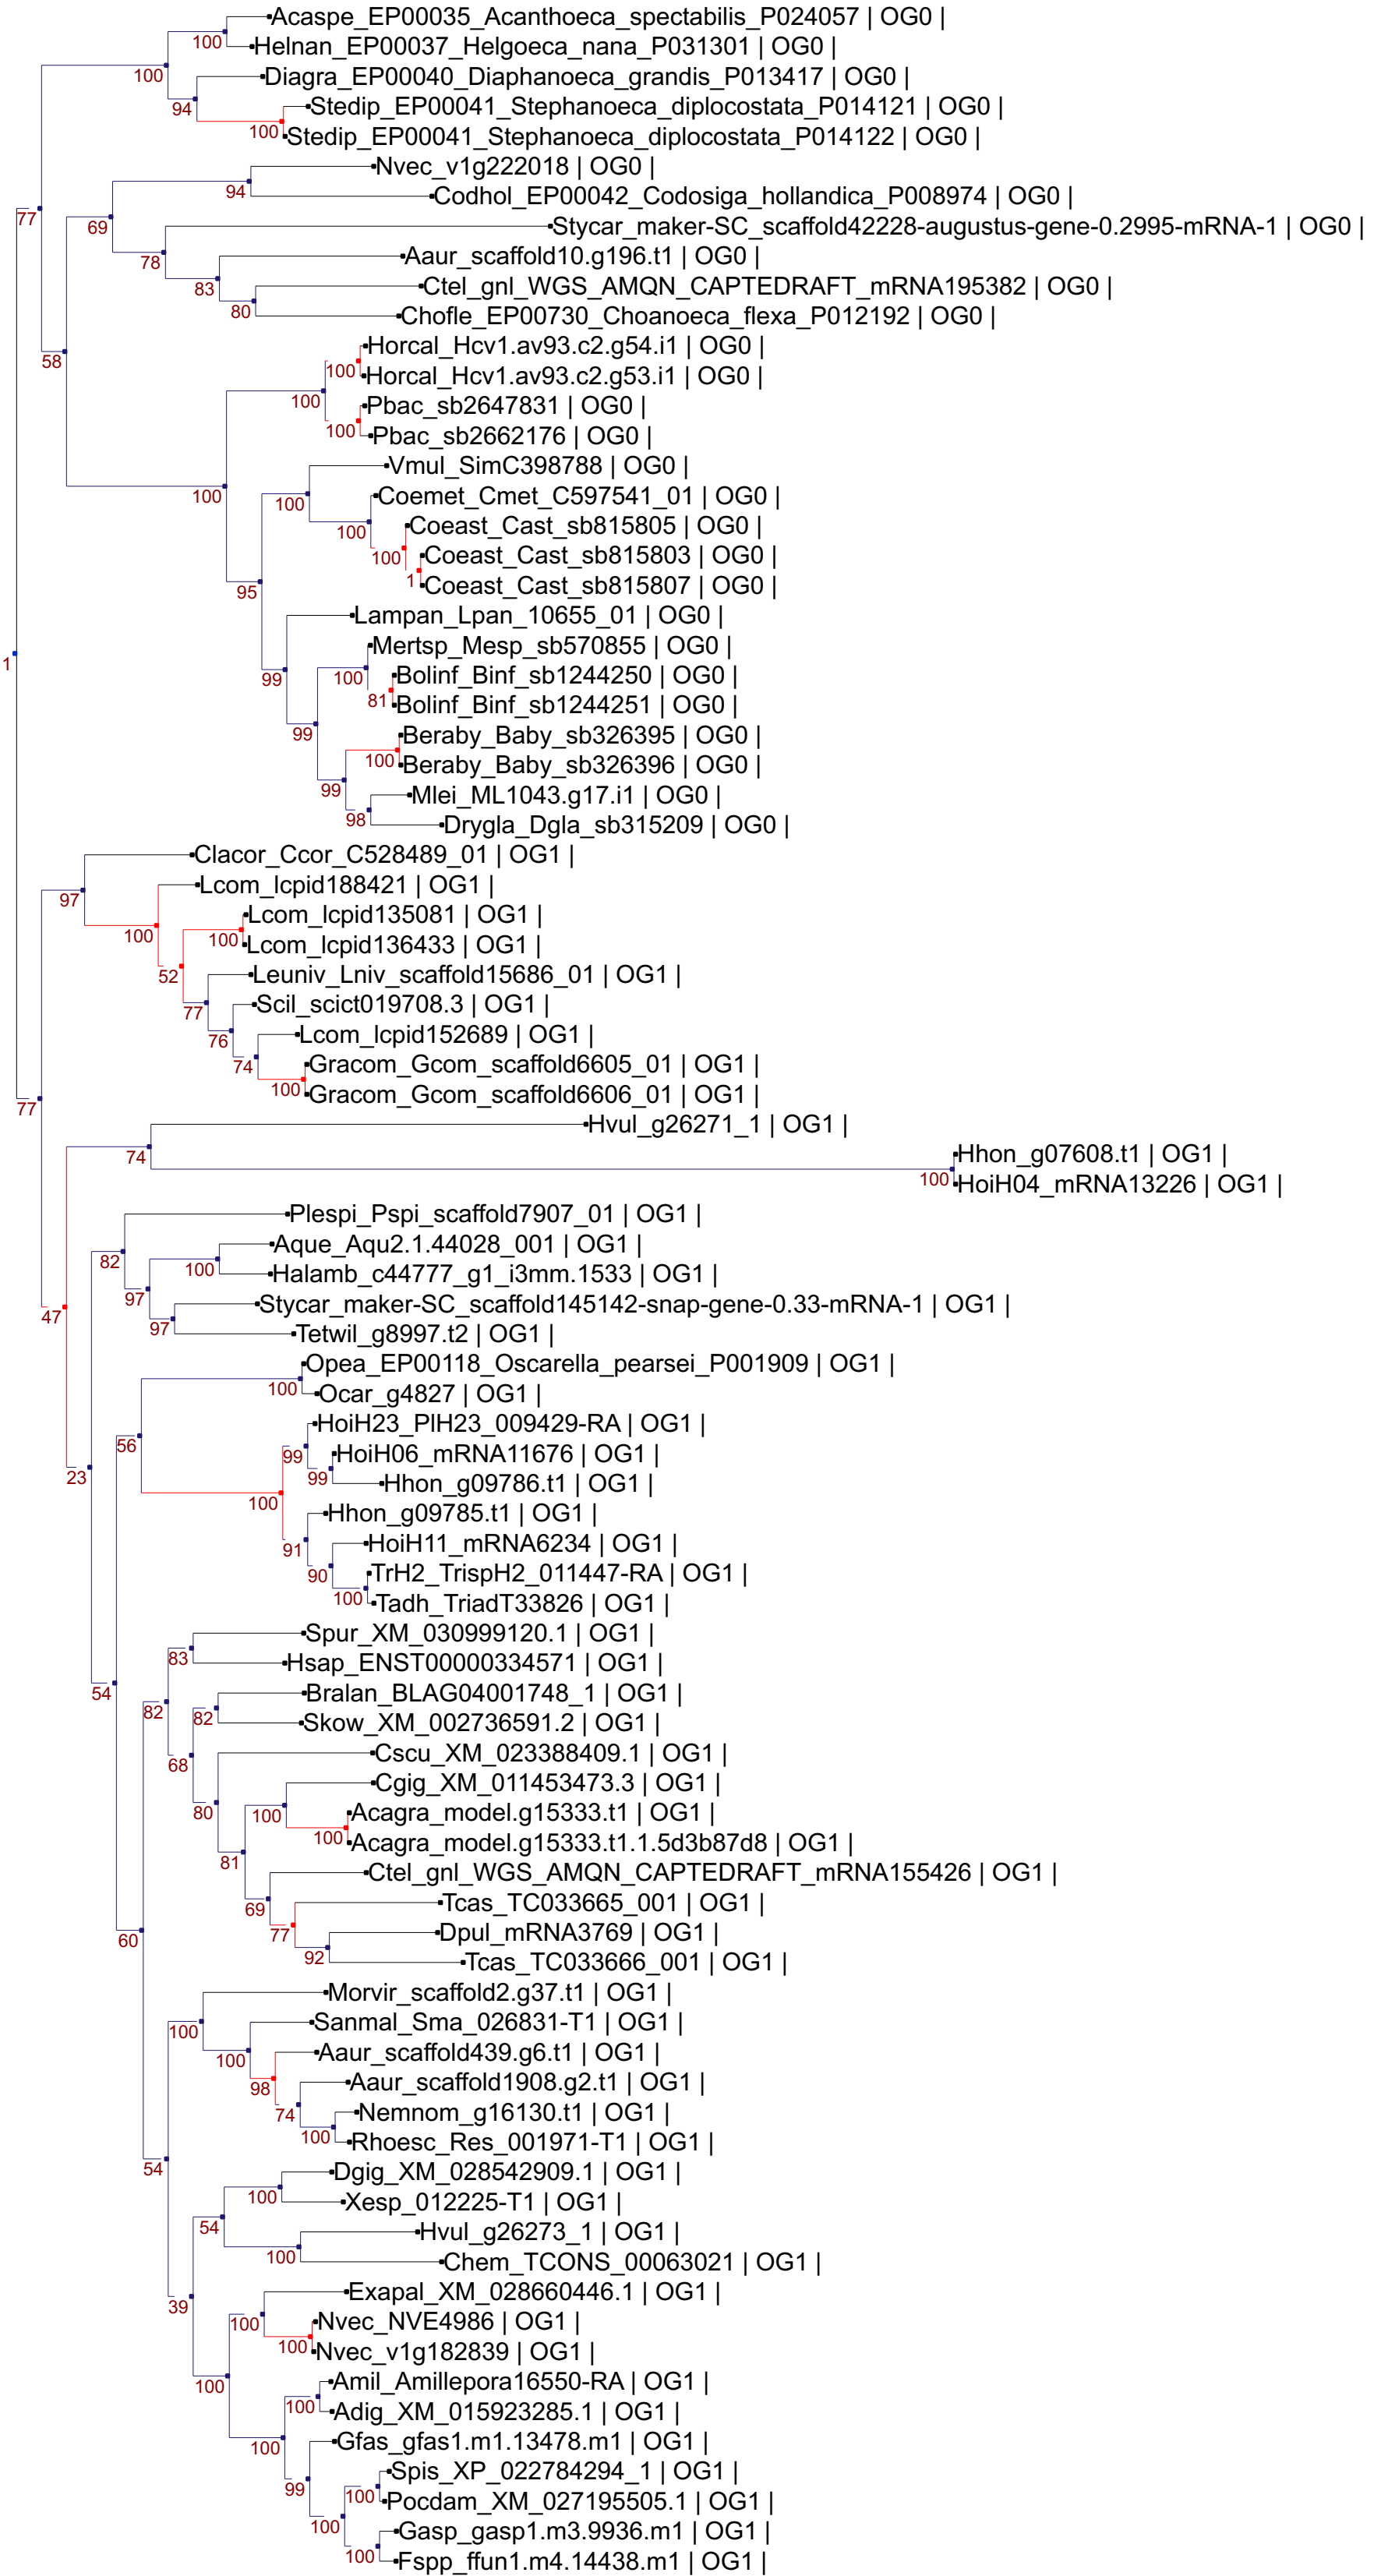 Acaspe_EP00035_Acanthoeca_spectabilis_P024057 | OG0 |
100
Helnan_EP00037_Helgoeca_nana_P031301 | OG0 |
100
Diagra_EP00040_Diaphanoeca_grandis_P013417 | OG0 |
94
Stedip_EP00041_Stephanoeca_diplocostata_P014121 | OG0 |
100
Stedip_EP00041_Stephanoeca_diplocostata_P014122 | OG0 |
Nvec_v1g222018 | OG0 |
94
Codhol_EP00042_Codosiga_hollandica_P008974 | OG0 |
77
69
Stycar_maker-SC_scaffold42228-augustus-gene-0.2995-mRNA-1 | OG0 |
78
Aaur_scaffold10.g196.t1 | OG0 |
83
Ctel_gnl_WGS_AMQN_CAPTEDRAFT_mRNA195382 | OG0 |
80
Chofle_EP00730_Choanoeca_flexa_P012192 | OG0 |
Horcal_Hcv1.av93.c2.g54.i1 | OG0 |
58
100
Horcal_Hcv1.av93.c2.g53.i1 | OG0 |
100
Pbac_sb2647831 | OG0 |
100
Pbac_sb2662176 | OG0 |
Vmul_SimC398788 | OG0 |
100
100
Coemet_Cmet_C597541_01 | OG0 |
100
Coeast_Cast_sb815805 | OG0 |
100
Coeast_Cast_sb815803 | OG0 |
1
Coeast_Cast_sb815807 | OG0 |
95
Lampan_Lpan_10655_01 | OG0 |
Mertsp_Mesp_sb570855 | OG0 |
1
99
100
Bolinf_Binf_sb1244250 | OG0 |
81
Bolinf_Binf_sb1244251 | OG0 |
99
Beraby_Baby_sb326395 | OG0 |
100
Beraby_Baby_sb326396 | OG0 |
99
Mlei_ML1043.g17.i1 | OG0 |
98
Drygla_Dgla_sb315209 | OG0 |
Clacor_Ccor_C528489_01 | OG1 |
97
Lcom_lcpid188421 | OG1 |
Lcom_lcpid135081 | OG1 |
100
100
Lcom_lcpid136433 | OG1 |
52
Leuniv_Lniv_scaffold15686_01 | OG1 |
77
Scil_scict019708.3 | OG1 |
76
Lcom_lcpid152689 | OG1 |
74
Gracom_Gcom_scaffold6605_01 | OG1 |
100
Gracom_Gcom_scaffold6606_01 | OG1 |
77
Hvul_g26271_1 | OG1 |
74
Hhon_g07608.t1 | OG1 |
100
HoiH04_mRNA13226 | OG1 |
Plespi_Pspi_scaffold7907_01 | OG1 |
82
Aque_Aqu2.1.44028_001 | OG1 |
100
Halamb_c44777_g1_i3mm.1533 | OG1 |
97
Stycar_maker-SC_scaffold145142-snap-gene-0.33-mRNA-1 | OG1 |
47
97
Tetwil_g8997.t2 | OG1 |
Opea_EP00118_Oscarella_pearsei_P001909 | OG1 |
100
Ocar_g4827 | OG1 |
HoiH23_PlH23_009429-RA | OG1 |
56
99
HoiH06_mRNA11676 | OG1 |
23
99
Hhon_g09786.t1 | OG1 |
100
Hhon_g09785.t1 | OG1 |
91
HoiH11_mRNA6234 | OG1 |
90
TrH2_TrispH2_011447-RA | OG1 |
100
Tadh_TriadT33826 | OG1 |
Spur_XM_030999120.1 | OG1 |
83
Hsap_ENST00000334571 | OG1 |
54
Bralan_BLAG04001748_1 | OG1 |
82
82
Skow_XM_002736591.2 | OG1 |
68
Cscu_XM_023388409.1 | OG1 |
Cgig_XM_011453473.3 | OG1 |
80
100
Acagra_model.g15333.t1 | OG1 |
100
Acagra_model.g15333.t1.1.5d3b87d8 | OG1 |
81
Ctel_gnl_WGS_AMQN_CAPTEDRAFT_mRNA155426 | OG1 |
69
Tcas_TC033665_001 | OG1 |
77
Dpul_mRNA3769 | OG1 |
60
92
Tcas_TC033666_001 | OG1 |
Morvir_scaffold2.g37.t1 | OG1 |
100
Sanmal_Sma_026831-T1 | OG1 |
100
Aaur_scaffold439.g6.t1 | OG1 |
98
Aaur_scaffold1908.g2.t1 | OG1 |
74
Nemnom_g16130.t1 | OG1 |
100
Rhoesc_Res_001971-T1 | OG1 |
54
Dgig_XM_028542909.1 | OG1 |
100
Xesp_012225-T1 | OG1 |
54
Hvul_g26273_1 | OG1 |
100
Chem_TCONS_00063021 | OG1 |
Exapal_XM_028660446.1 | OG1 |
39
100
Nvec_NVE4986 | OG1 |
100
Nvec_v1g182839 | OG1 |
100
Amil_Amillepora16550-RA | OG1 |
100
Adig_XM_015923285.1 | OG1 |
100
Gfas_gfas1.m1.13478.m1 | OG1 |
99
Spis_XP_022784294_1 | OG1 |
100
Pocdam_XM_027195505.1 | OG1 |
100
Gasp_gasp1.m3.9936.m1 | OG1 |
100
Fspp_ffun1.m4.14438.m1 | OG1 |